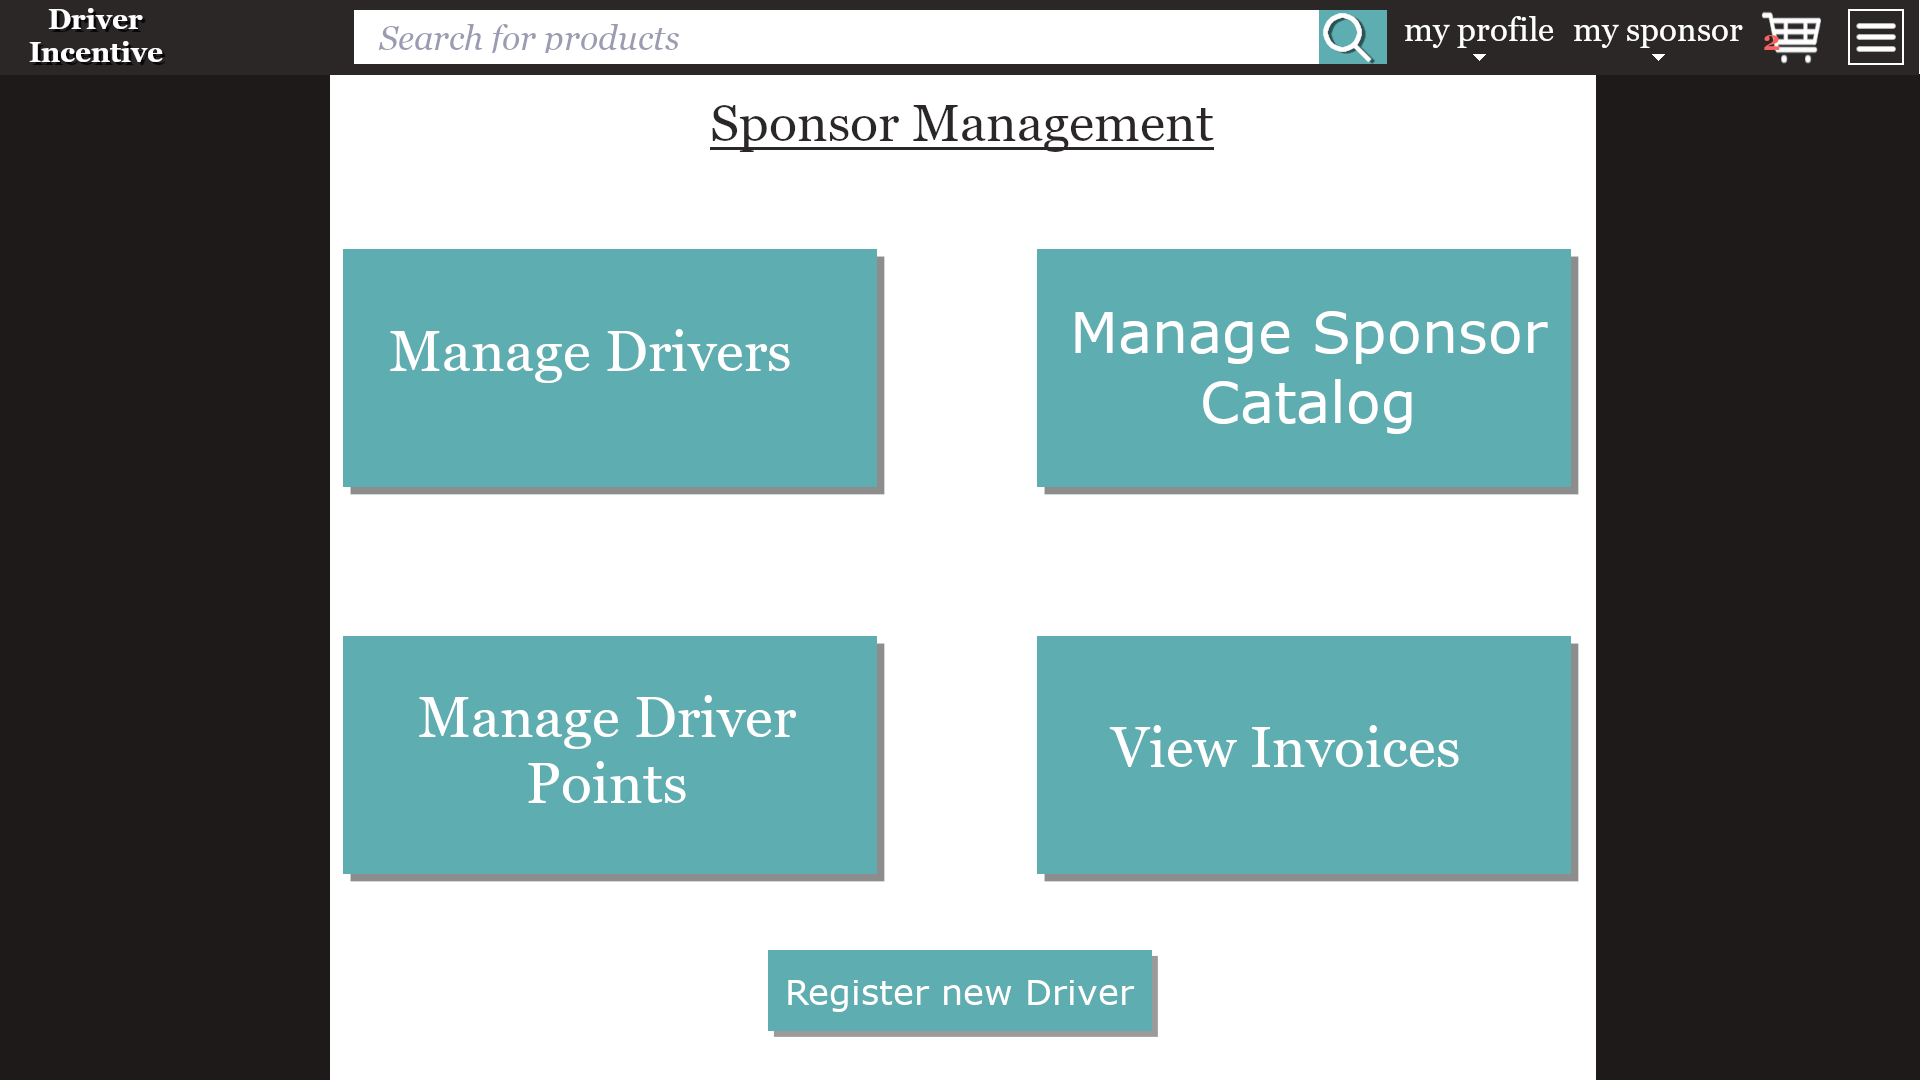 Driver
Incentive
Search for products
my profile
my sponsor
2
Sponsor Management
Manage Drivers
Manage Sponsor
Catalog
Manage Driver
Points
View Invoices
Register new Driver